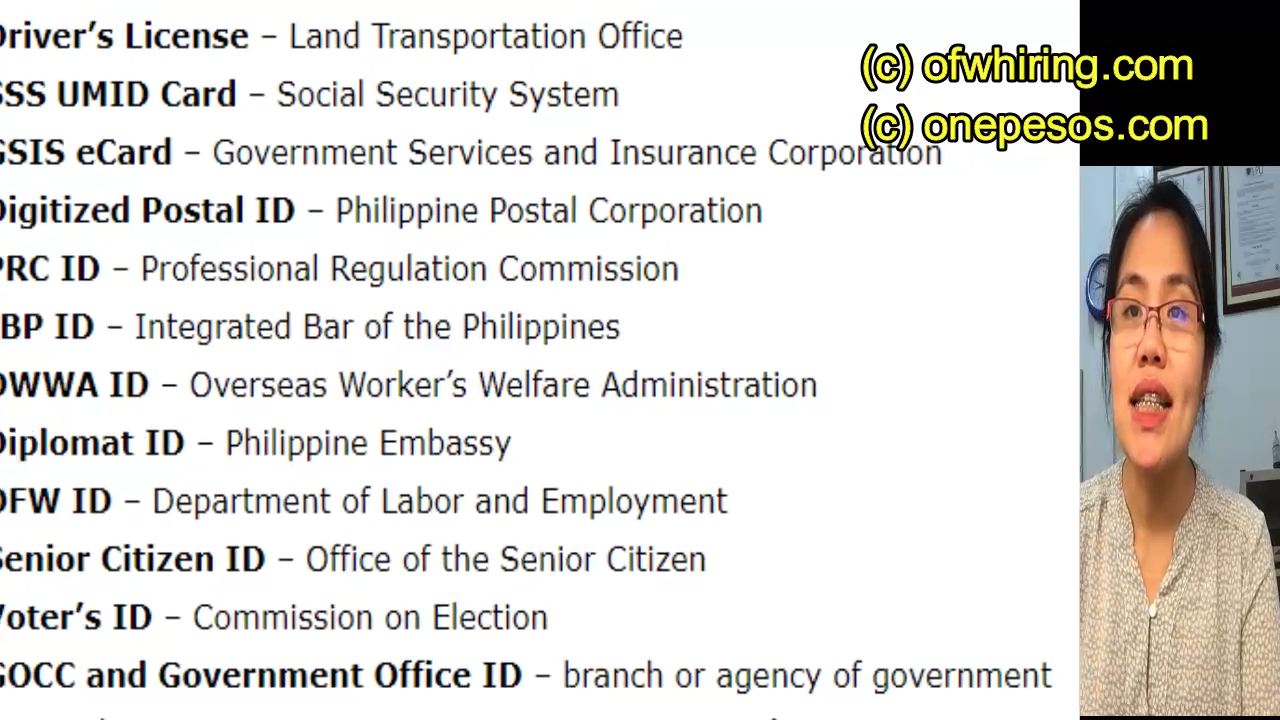 Driver's License – Land Transportation Office
SSS UMID Card – Social Security System
GSIS eCard – Government Services and Insurance Corporation
Digitized Postal ID – Philippine Postal Corporation
PRC ID – Professional Regulation Commission
IBP ID – Integrated Bar of the Philippines
OWWA ID – Overseas Worker's Welfare Administration
Diplomat ID – Philippine Embassy
OFW ID – Department of Labor and Employment
Senior Citizen ID – Office of the Senior Citizen
Voter's ID – Commission on Election
GOCC and Government Office ID – branch or agency of government
(c) ofwhiring.com
(c) onepesos.com